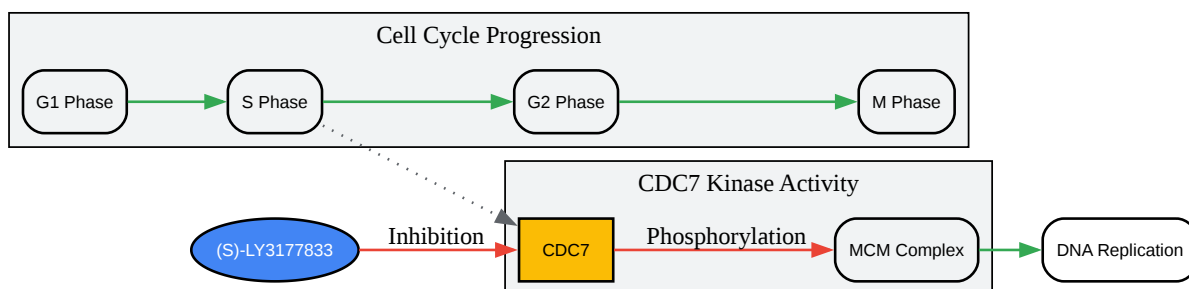 Cell Cycle Progression
G1 Phase
S Phase
G2 Phase
M Phase
CDC7 Kinase Activity
(S)-LY3177833
Inhibition
CDC7
Phosphorylation
MCM Complex
DNA Replication